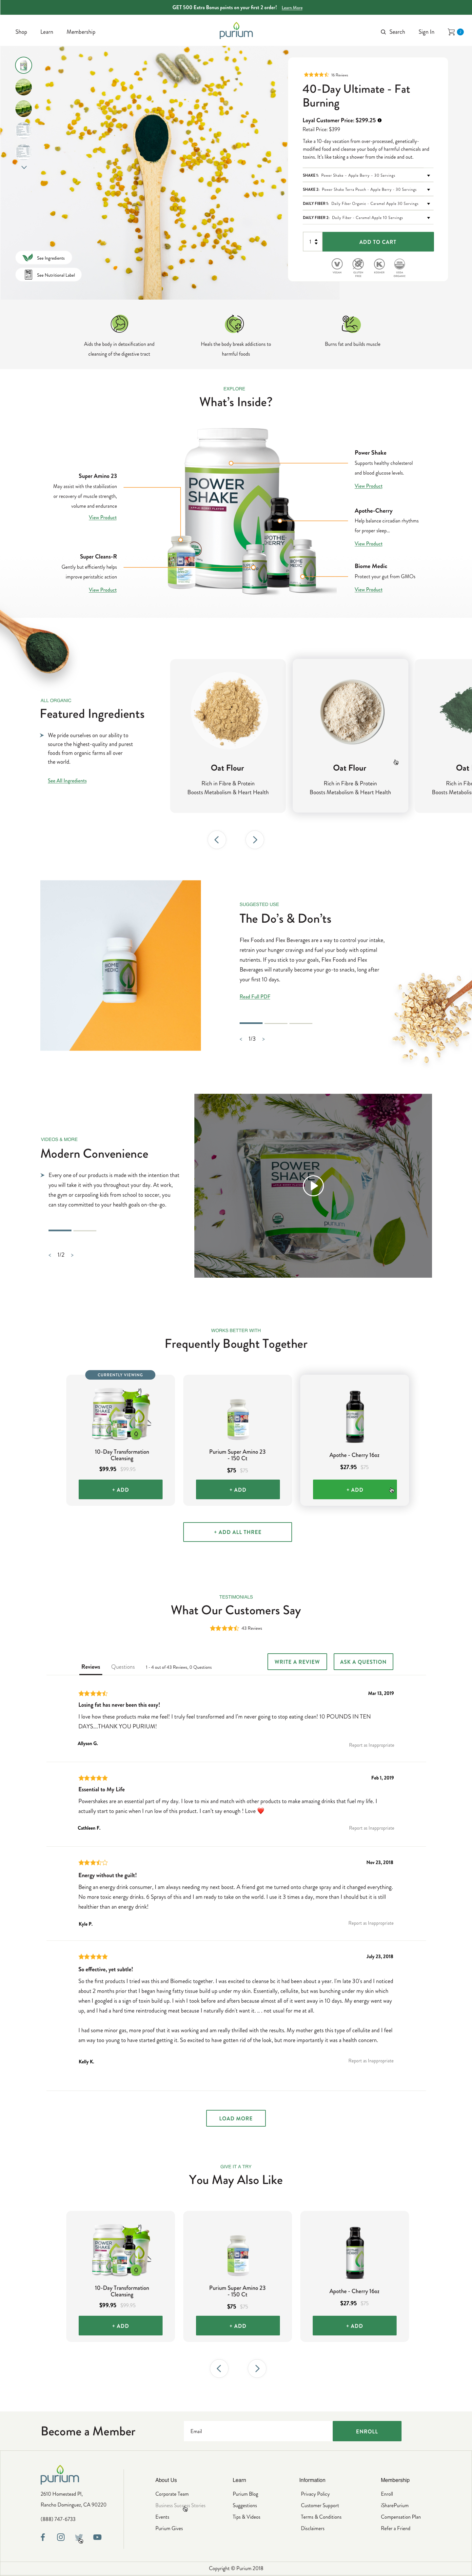 GET 500 Extra Bonus points on your first 2 order! Learn More
Shop Learn Membership
purium
Search Sign In
16 Reviews
40-Day Ultimate - Fat
Burning
Loyal Customer Price: $299.25
Retail Price: $399
Take a 10-day vacation from over-processed, genetically-
modified food and cleanse your body of harmful chemicals and
toxins. It's like taking a shower from the inside and out.
SHAKE 1: Power Shake - Apple Berry - 30 Servings
SHAKE 2: Power Shake Torre Pouch - Apple Berry - 30 Servings
DAILY FIBER 1: Daily Fiber Organic - Caramel Apple 30 Servings
DAILY FIBER 2: Daily Fiber - Caramel Apple 10 Servings
1
ADD TO CART
See Ingredients
See Nutritional Label
Aids the body in detoxification and
cleansing of the digestive tract
Heals the body break addictions to
harmful foods
Burns fat and builds muscle
EXPLORE
What's Inside?
Super Amino 23
May assist with the stabilization
or recovery of muscle strength,
volume and endurance
View Product
Super Cleans-R
Gently but efficiently helps
improve peristaltic action
View Product
purium
POWER
SHAKE
APOTHE
CHERRY
Power Shake
Supports healthy cholesterol
and blood glucose levels.
View Product
Apothe-Cherry
Help balance circadian rhythms
for proper sleep...
View Product
Biome Medic
Protect your gut from GMOs
View Product
ALL ORGANIC
Featured Ingredients
We pride ourselves on our ability to
source the highest-quality and purest
foods from organic farms all over
the world.
See All Ingredients
Oat Flour
Rich in Fibre & Protein
Boosts Metabolism & Heart Health
Oat Flour
Rich in Fibre & Protein
Boosts Metabolism & Heart Health
Oat
Rich in Fib
Boosts Metabolis
BIOME
MEDIC
SUGGESTED USE
The Do's & Don'ts
Flex Foods and Flex Beverages are a way to control your intake,
retrain your hunger cravings and fuel your body with optimal
nutrients. If you stick to your goals, Flex Foods and Flex
Beverages will naturally become your go-to snacks, long after
your first 10 days.
Read Full PDF
< 1/3 >
VIDEOS & MORE
Modern Convenience
Every one of our products is made with the intention that
you will take it with you throughout your day. At work,
the gym or carpooling kids from school to soccer, you
can stay committed to your health goals on-the-go.
< 1/2 >
POWER
SHAKE
WORKS BETTER WITH
Frequently Bought Together
CURRENTLY VIEWING
10-Day Transformation
Cleansing
$99.95 $199.95
+ ADD
Purium Super Amino 23
- 150 Ct
$75 $75
+ ADD
Apothe - Cherry 16oz
$27.95 $75
+ ADD
+ ADD ALL THREE
TESTIMONIALS
What Our Customers Say
43 Reviews
Reviews Questions 1 - 4 out of 43 Reviews, 0 Questions
WRITE A REVIEW ASK A QUESTION
Mar 13, 2019
Losing fat has never been this easy!
I love how these products make me feel! I truly feel transformed and I'm never going to stop eating clean! 10 POUNDS IN TEN
DAYS....THANK YOU PURIUM!
Allyson G.
Report as Inappropriate
Feb 1, 2019
Essential to My Life
Powershakes are an essential part of my day. I love to mix and match with other products to make amazing drinks that fuel my life. I
actually start to panic when I run low of this product. I can't say enough ! Love ❤️
Cathleen F.
Report as Inappropriate
Nov 23, 2018
Energy without the guilt!
Being an energy drink consumer, I am always needing my next boost. A friend got me turned onto charge spray and it changed everything.
No more toxic energy drinks. 6 Sprays of this and I am ready to take on the world. I use it 3 times a day, more than I should but it is still
healthier than an energy drink!
Kyle P.
Report as Inappropriate
July 23, 2018
So effective, yet subtle!
So the first products I tried was this and Biomedic together. I was excited to cleanse bc it had been about a year. I'm late 30's and I noticed
about 2 months prior that I began having fatty tissue build up under my skin. Essentially, cellulite, but was bunching under my skin which
when I googled is a sign of toxin build up. I wish I took before and afters because almost all of it went away in 10 days. My energy went way
up, and I had a hard time reintroducing meat because I naturally didn't want it..... not usual for me at all.
I had some minor gas, more proof that it was working and am really thrilled with the results. My mother gets this type of cellulite and I feel
am way too young to have started getting it. So excited to have gotten rid of the look, but more importantly it was a health concern.
Kelly K.
Report as Inappropriate
LOAD MORE
GIVE IT A TRY
You May Also Like
10-Day Transformation
Cleansing
$99.95 $199.95
+ ADD
Purium Super Amino 23
- 150 Ct
$75 $75
+ ADD
Apothe - Cherry 16oz
$27.95 $75
+ ADD
Become a Member
Email
ENROLL
purium
2610 Homestead Pl,
Rancho Dominguez, CA 90220
(888) 747-6733
About Us
Corporate Team
Business Success Stories
Events
Purium Gives
Learn
Purium Blog
Suggestions
Tips & Videos
Information
Privacy Policy
Customer Support
Terms & Conditions
Disclaimers
Membership
Enroll
iSharePurium
Compensation Plan
Refer a Friend
Copyright © Purium 2018